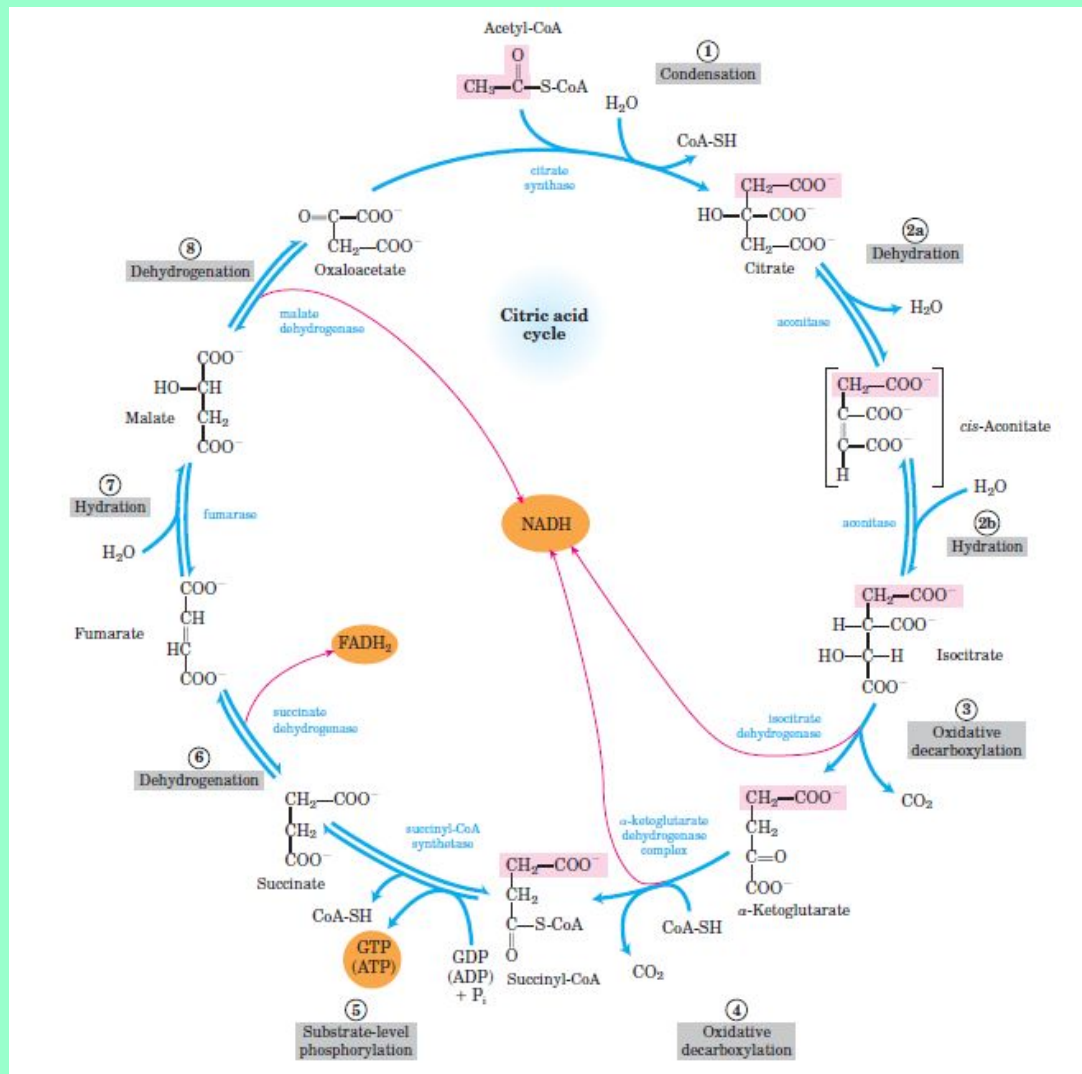 Acetyl-CoA
O
CH₃—C—S-CoA
①
Condensation
H₂O
CoA-SH
citrate
synthase
CH₂—COO⁻
HO—C—COO⁻
CH₂—COO⁻
Citrate
2a
Dehydration
H₂O
aconitase
CH₂—COO⁻
C—COO⁻
C—COO⁻
H
cis-Aconitate
H₂O
aconitase
2b
Hydration
CH₂—COO⁻
H—C—COO⁻
HO—C—H
COO⁻
Isocitrate
③
Oxidative
decarboxylation
isocitrate
dehydrogenase
CO₂
CH₂—COO⁻
CH₂
C=O
COO⁻
α-Ketoglutarate
α-ketoglutarate
dehydrogenase
complex
CoA-SH
CO₂
④
Oxidative
decarboxylation
CH₂—COO⁻
CH₂
C—S-CoA
O
Succinyl-CoA
succinyl-CoA
synthetase
GDP
(ADP)
+ Pᵢ
CoA-SH
GTP
(ATP)
⑤
Substrate-level
phosphorylation
CH₂—COO⁻
CH₂
COO⁻
Succinate
⑥
Dehydrogenation
succinate
dehydrogenase
FADH₂
COO⁻
CH
HC
COO⁻
Fumarate
⑦
Hydration
H₂O
fumarase
COO⁻
HO—CH
CH₂
COO⁻
Malate
⑧
Dehydrogenation
malate
dehydrogenase
O=C—COO⁻
CH₂—COO⁻
Oxaloacetate
Citric acid
cycle
NADH